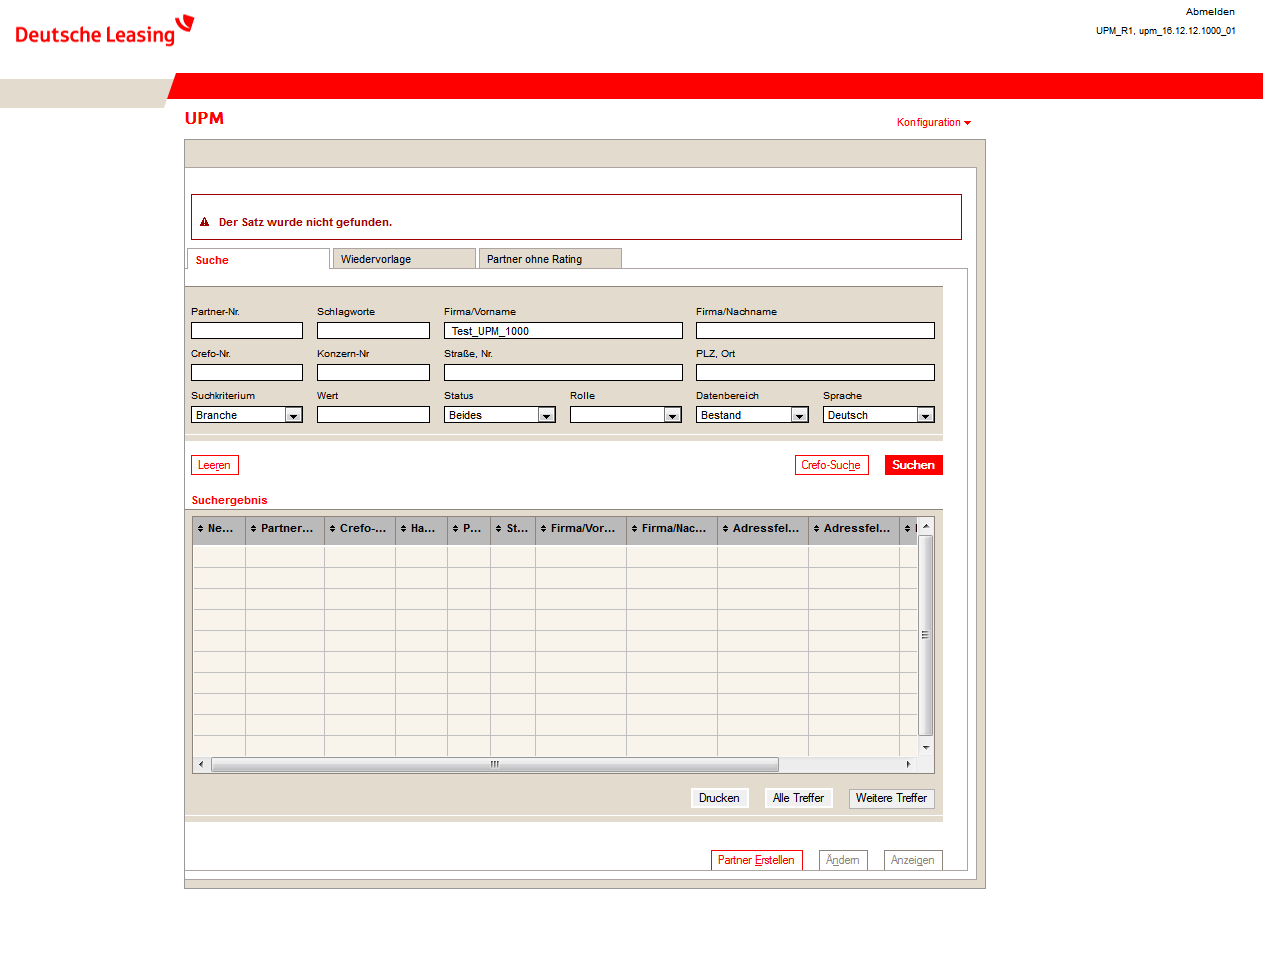 Abmelden
Deutsche Leasing
UPM_R1, upm_16.12.12.1000_01
UPM
Konfiguration
Der Satz wurde nicht gefunden.
Suche Wiedervorlage Partner ohne Rating
Partner-Nr. Schlagworte Firma/Vorname Firma/Nachname
Test_UPM_1000
Crefo-Nr. Konzern-Nr Straße, Nr. PLZ, Ort
Suchkriterium Wert Status Rolle Datenbereich Sprache
Branche Beides Bestand Deutsch
Leeren Crefo-Suche Suchen
Suchergebnis
Ne... Partner... Crefo-... Ha... P... St... Firma/Vor... Firma/Nac... Adressfel... Adressfel...
Drucken Alle Treffer Weitere Treffer
Partner Erstellen Ändern Anzeigen